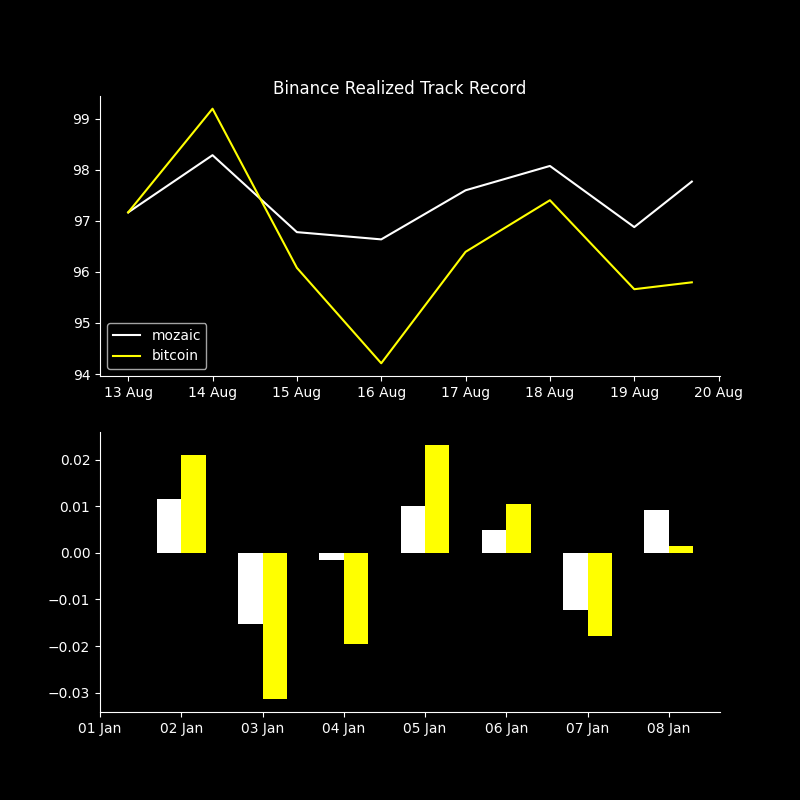 Binance Realized Track Record
99
98
97
96
95
94
mozaic
bitcoin
13 Aug 14 Aug 15 Aug 16 Aug 17 Aug 18 Aug 19 Aug 20 Aug
0.02
0.01
0.00
−0.01
−0.02
−0.03
01 Jan 02 Jan 03 Jan 04 Jan 05 Jan 06 Jan 07 Jan 08 Jan